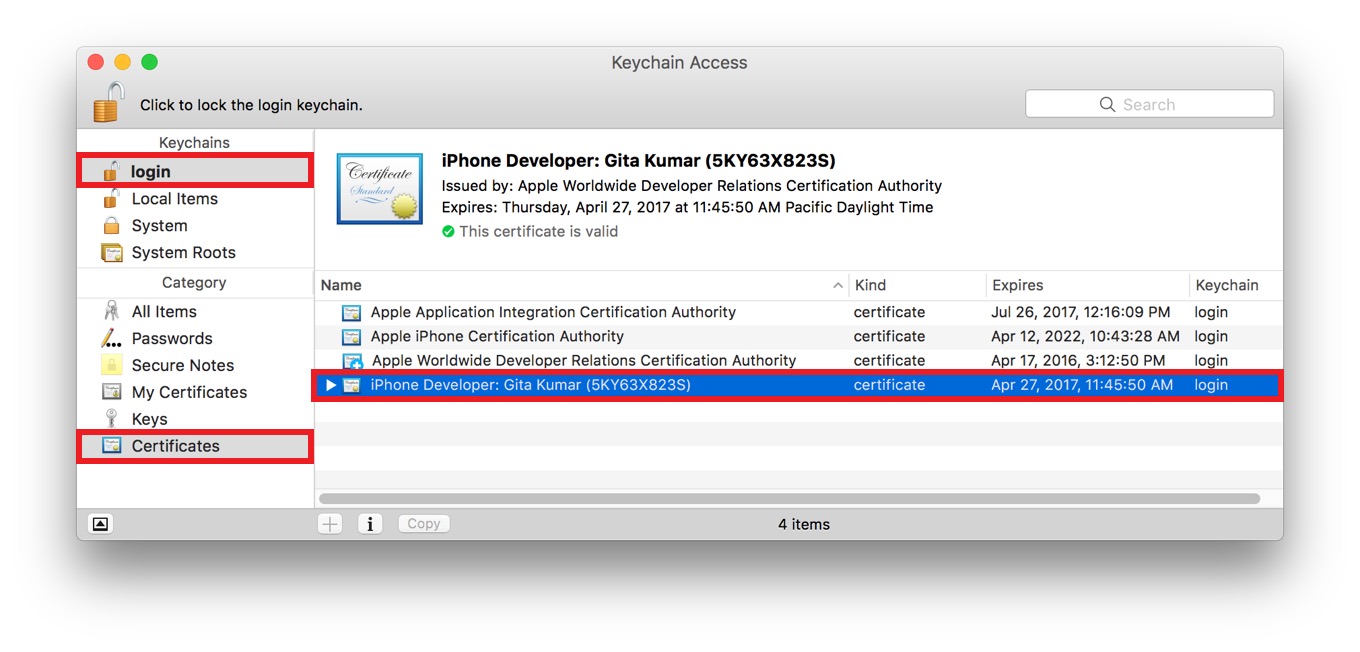 Keychain Access
Click to lock the login keychain.
Search
Keychains
login
Local Items
System
System Roots
Category
All Items
Passwords
Secure Notes
My Certificates
Keys
Certificates
Certificate
Standard
iPhone Developer: Gita Kumar (5KY63X823S)
Issued by: Apple Worldwide Developer Relations Certification Authority
Expires: Thursday, April 27, 2017 at 11:45:50 AM Pacific Daylight Time
This certificate is valid
Name Kind Expires Keychain
Apple Application Integration Certification Authority certificate Jul 26, 2017, 12:16:09 PM login
Apple iPhone Certification Authority certificate Apr 12, 2022, 10:43:28 AM login
Apple Worldwide Developer Relations Certification Authority certificate Apr 17, 2016, 3:12:50 PM login
iPhone Developer: Gita Kumar (5KY63X823S) certificate Apr 27, 2017, 11:45:50 AM login
Copy
4 items